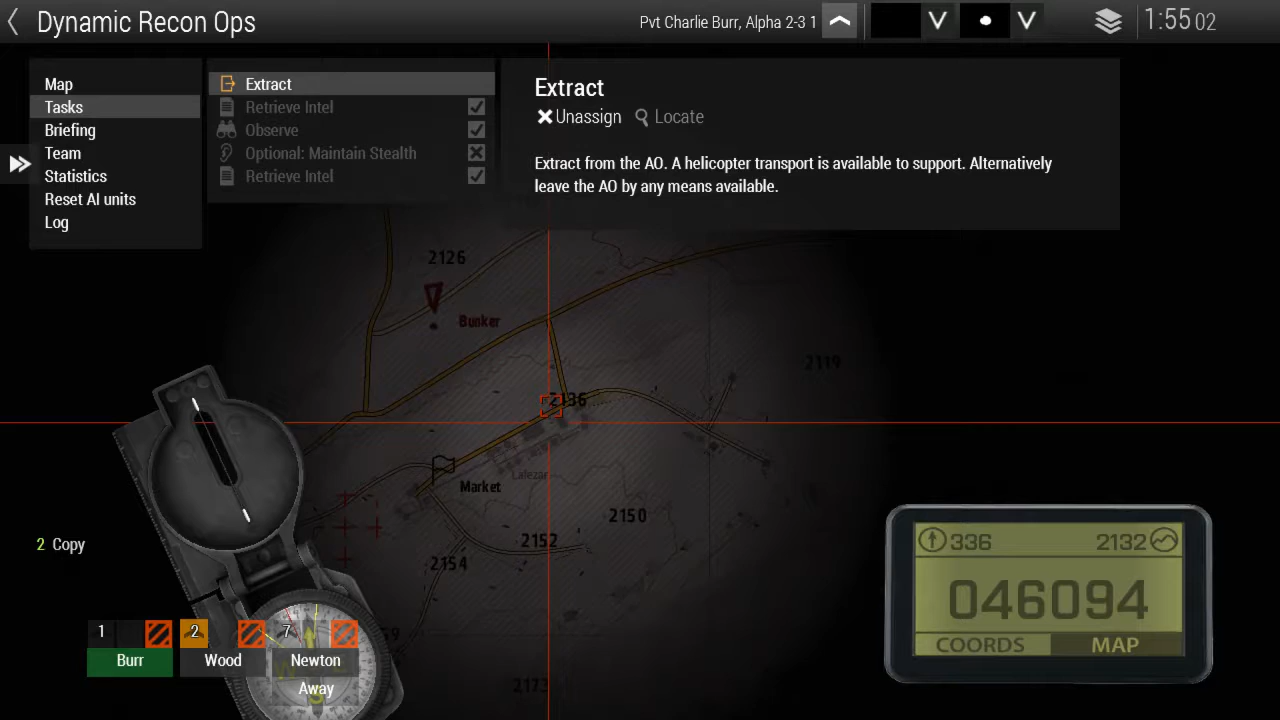 Dynamic Recon Ops
Pvt Charlie Burr, Alpha 2-3 1
1:55 02
Map
Tasks
Briefing
Team
Statistics
Reset AI units
Log
Extract
Retrieve Intel
Observe
Optional: Maintain Stealth
Retrieve Intel
Extract
Unassign
Locate
Extract from the AO. A helicopter transport is available to support. Alternatively
leave the AO by any means available.
2126
Bunker
2119
2136
Lalezar
Market
2150
2152
2154
2173
2 Copy
1
2
7
Burr
Wood
Newton
Away
S
336
2132
046094
COORDS
MAP